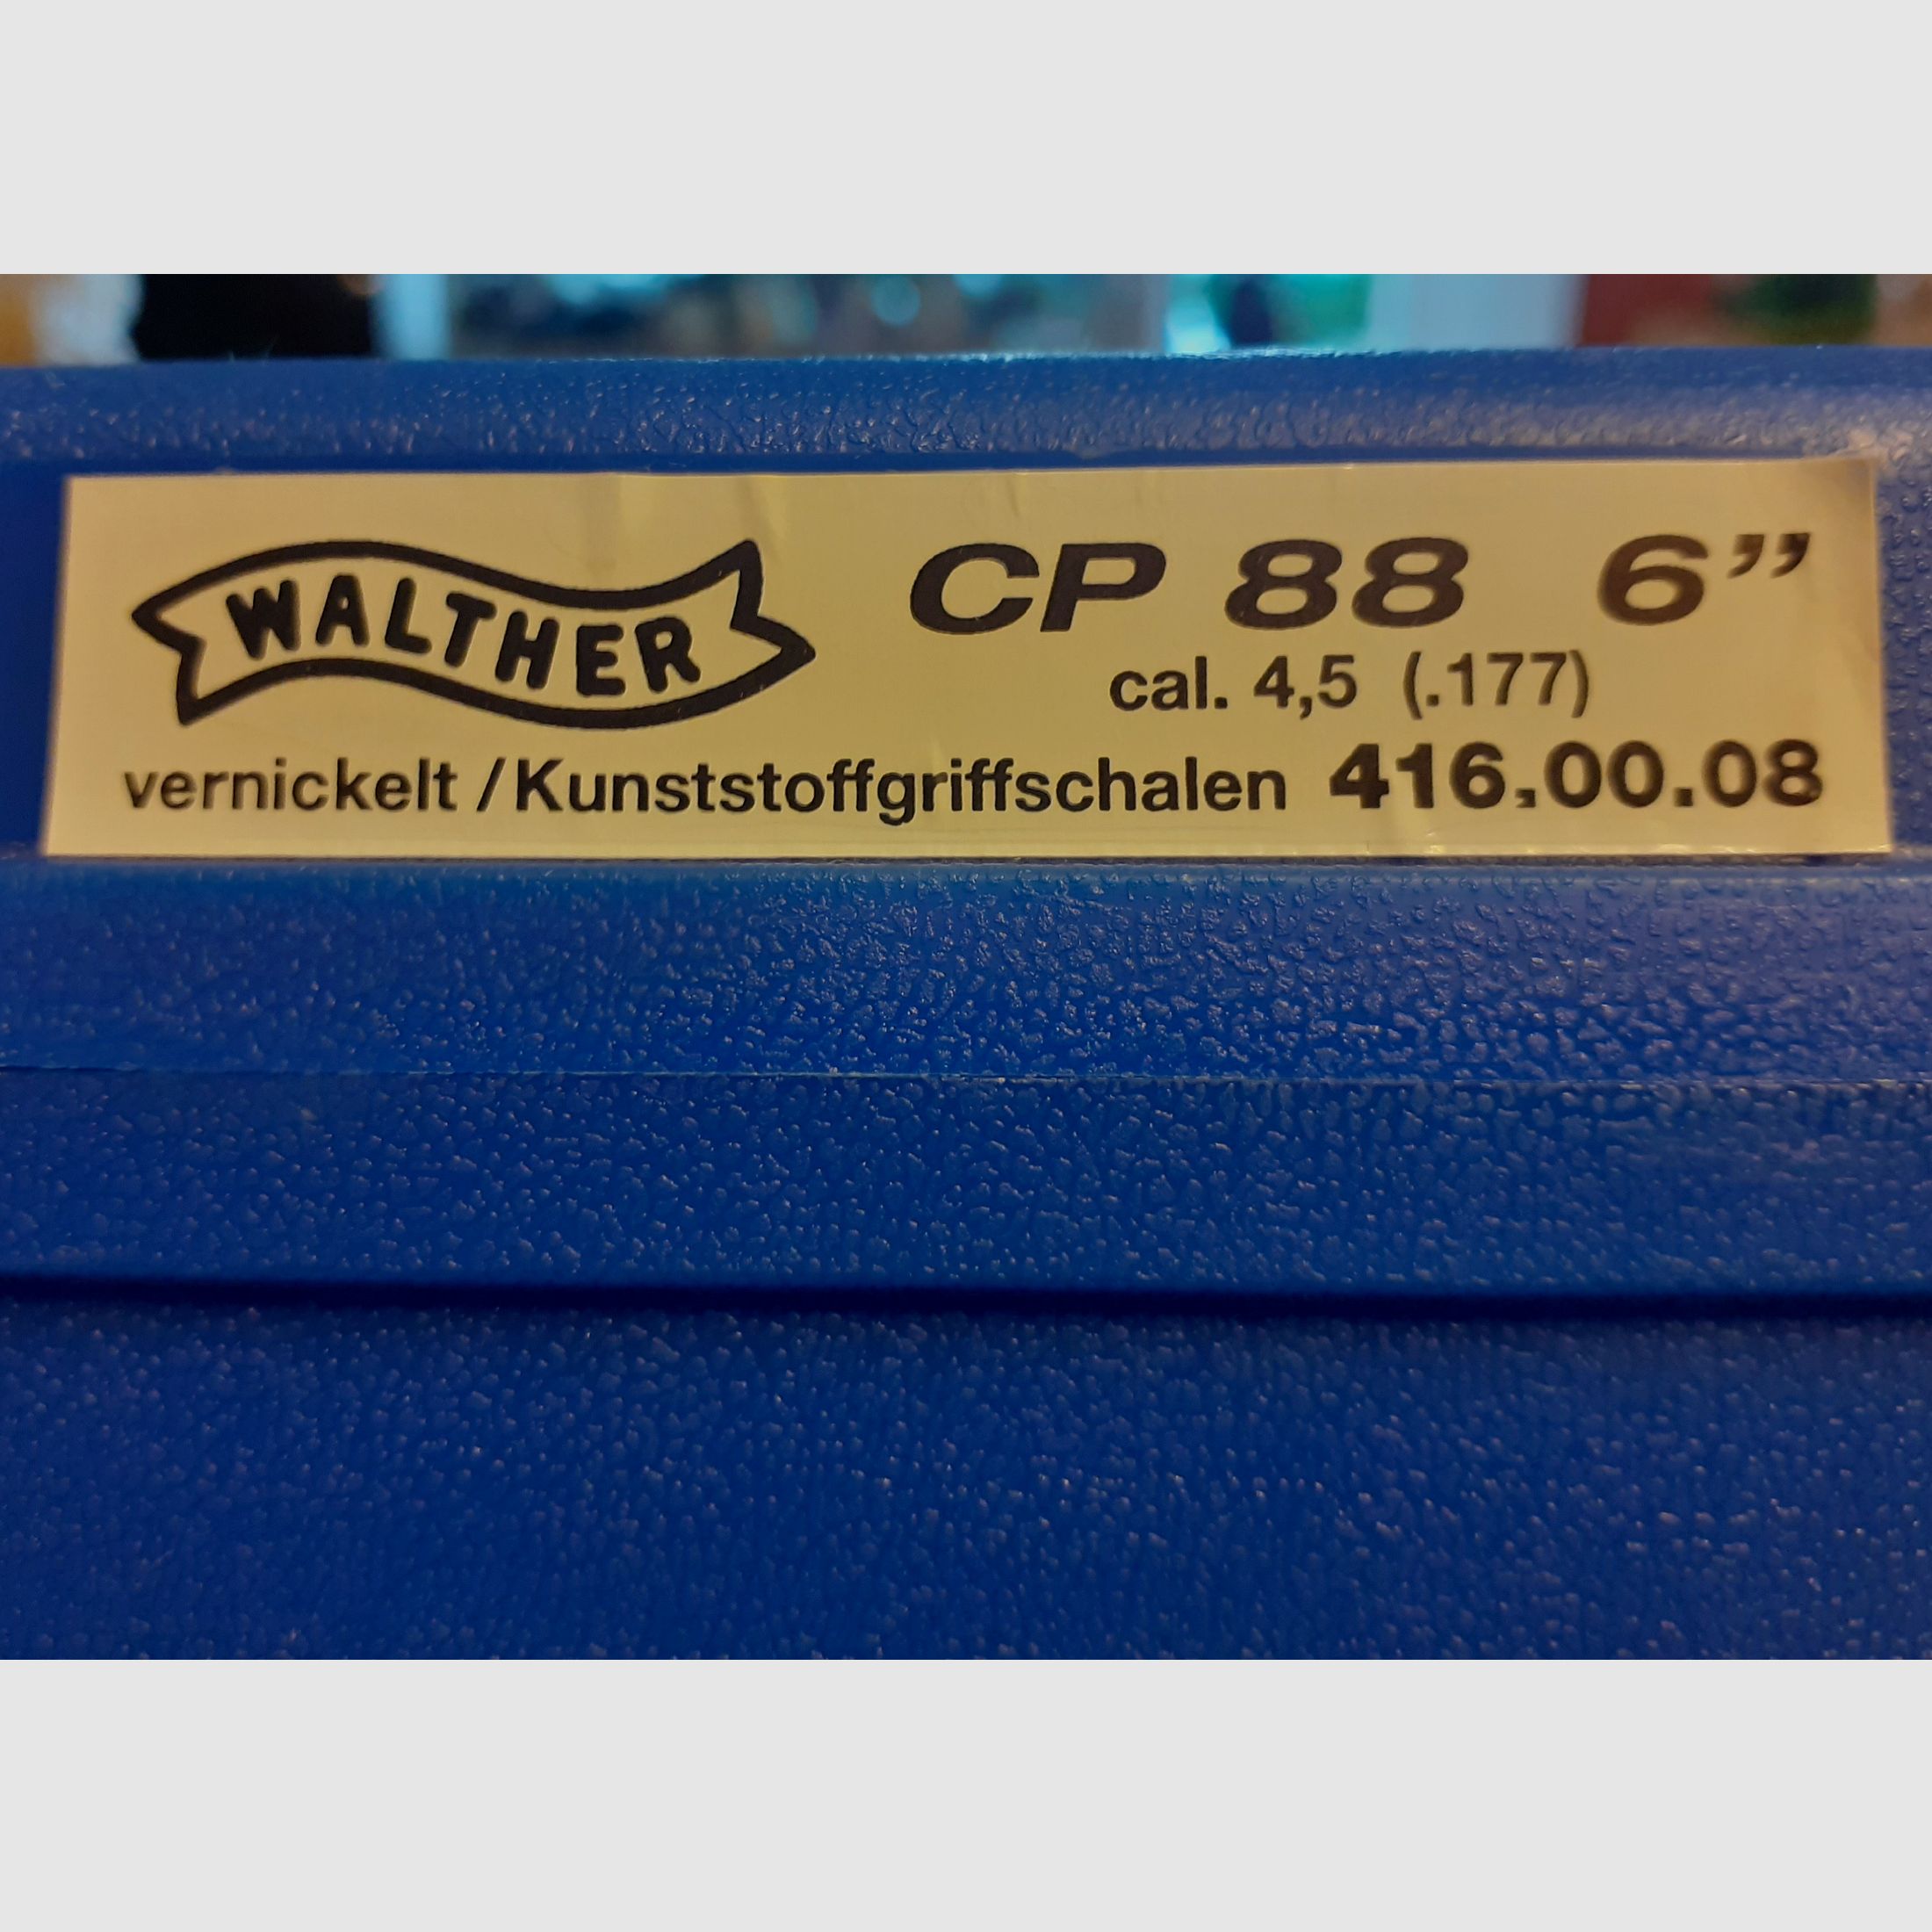 WALTHER
CP 88 6”
cal. 4,5 (.177)
vernickelt /Kunststoffgriffschalen 416.00.08